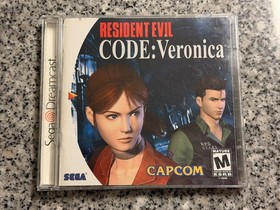 RESIDENT EVIL
CODE: Veronica
Sega Dreamcast
SEGA
CAPCOM
MATURE
M
ESRB